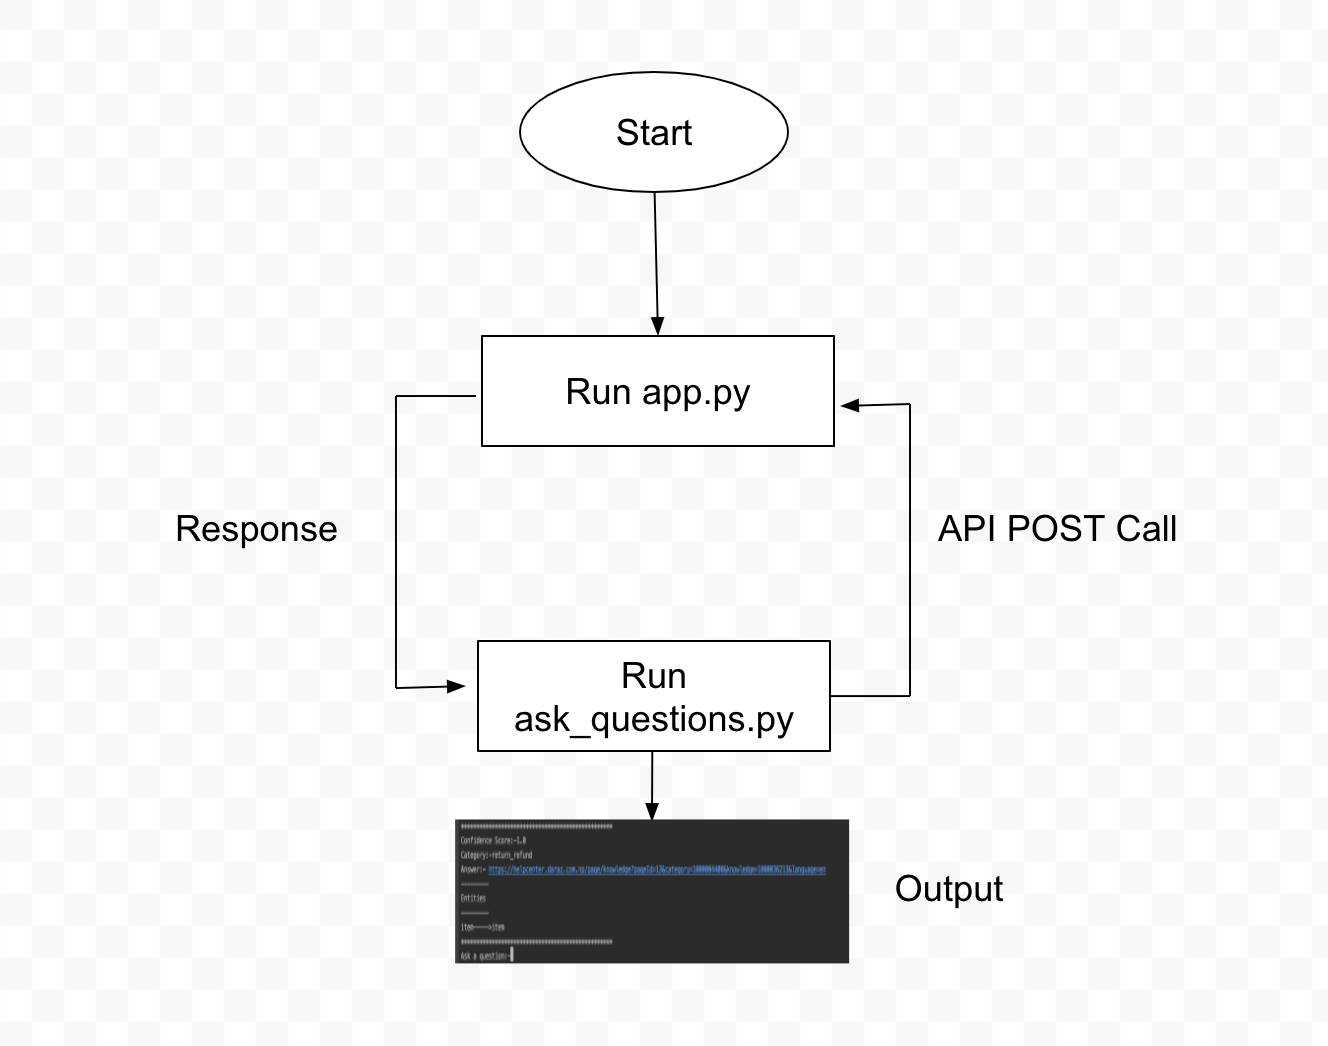 Start
Run app.py
Response
API POST Call
Run
ask_questions.py
Confidence Score:-1.0
Category:-return_refund
Answer:-
Entities
item---->item
Ask a question:-
Output